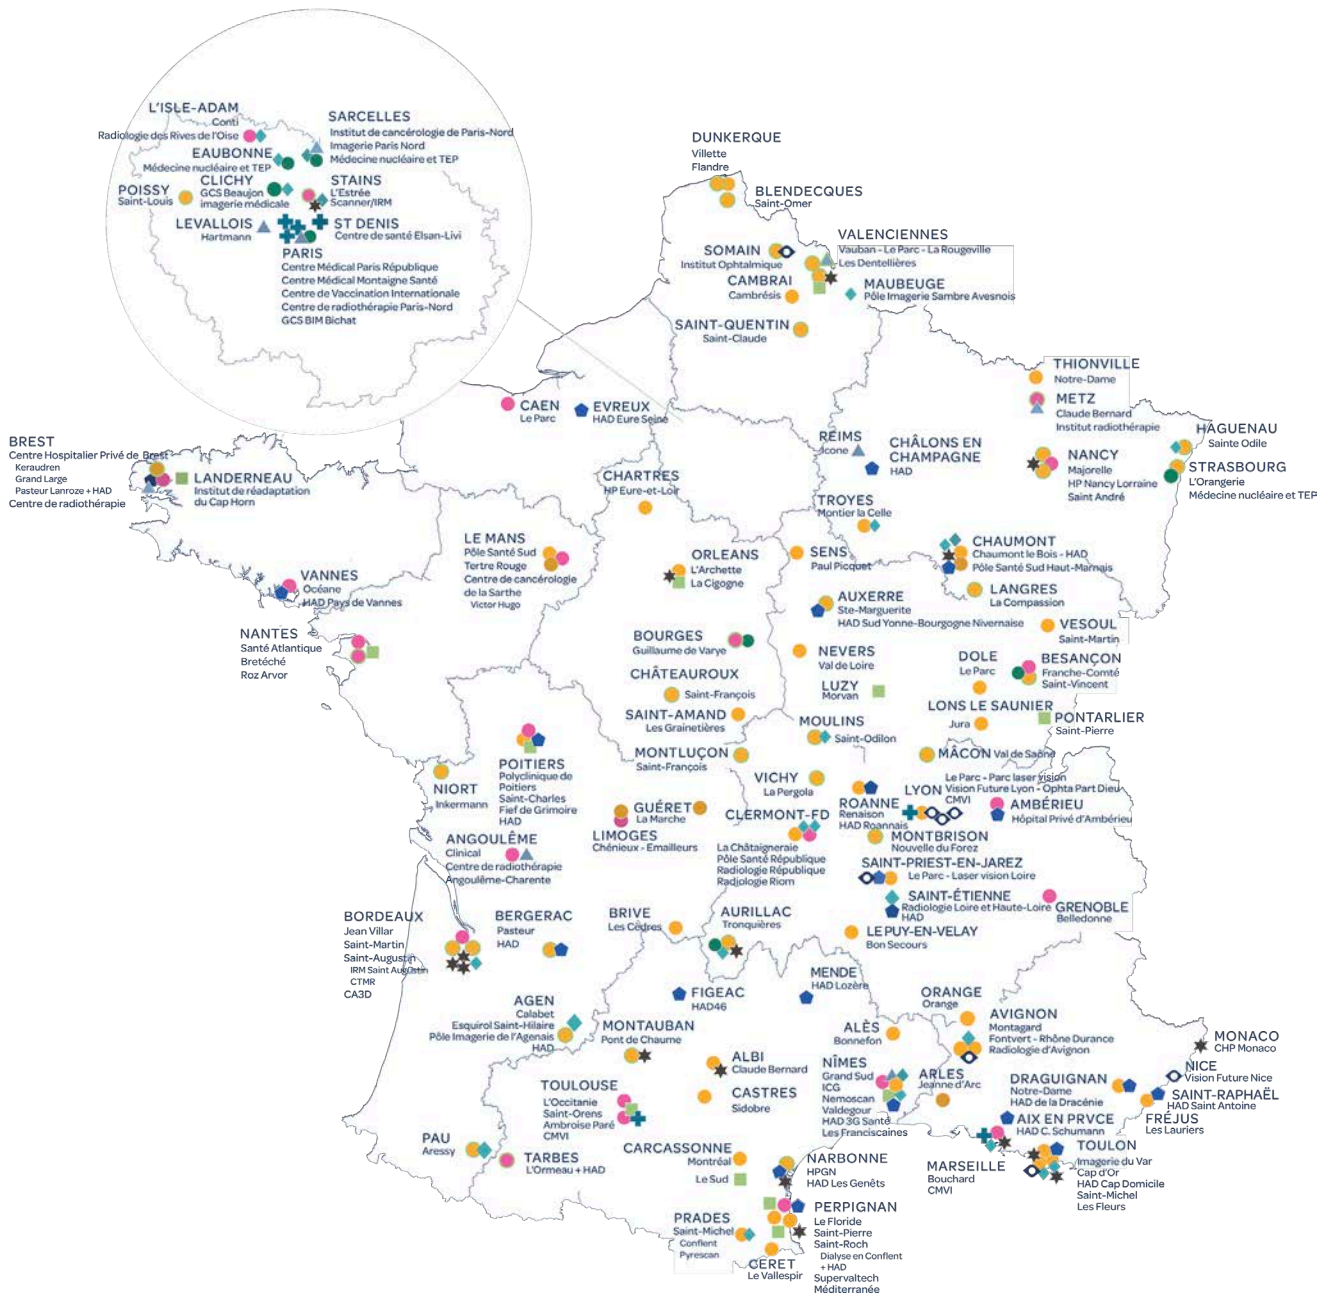 L'ISLE-ADAM
Conti
Radiologie des Rives de l'Oise
SARCELLES
Institut de cancérologie de Paris-Nord
Imagerie Paris Nord
Médecine nucléaire et TEP
EAUBONNE
Médecine nucléaire et TEP
POISSY
Saint-Louis
CLICHY
GCS Beaujon
imagerie médicale
STAINS
L'Estrée
Scanner/IRM
LEVALLOIS
Hartmann
ST DENIS
Centre de santé Elsan-Livi
PARIS
Centre Médical Paris République
Centre Médical Montaigne Santé
Centre de Vaccination Internationale
Centre de radiothérapie Paris-Nord
GCS BIM Bichat
DUNKERQUE
Villette
Flandre
BLENDECQUES
Saint-Omer
SOMAIN
Institut Ophtalmique
VALENCIENNES
Vauban - Le Parc - La Rougeville
Les Dentellières
CAMBRAI
Cambrésis
MAUBEUGE
Pôle Imagerie Sambre Avesnois
SAINT-QUENTIN
Saint-Claude
THIONVILLE
Notre-Dame
METZ
Claude Bernard
Institut radiothérapie
CAEN
Le Parc
EVREUX
HAD Eure Seine
REIMS
Icone
CHÂLONS EN
CHAMPAGNE
HAD
HAGUENAU
Sainte Odile
NANCY
Majorelle
HP Nancy Lorraine
Saint André
STRASBOURG
L'Orangerie
Médecine nucléaire et TEP
BREST
Centre Hospitalier Privé de Brest
Keraudren
Grand Large
Pasteur Lanroze + HAD
Centre de radiothérapie
LANDERNEAU
Institut de réadaptation
du Cap Horn
CHARTRES
HP Eure-et-Loir
TROYES
Montier la Celle
LE MANS
Pôle Santé Sud
Tertre Rouge
Centre de cancérologie
de la Sarthe
Victor Hugo
ORLEANS
L'Archette
La Cigogne
SENS
Paul Picquet
CHAUMONT
Chaumont le Bois - HAD
Pôle Santé Sud Haut-Marnais
VANNES
Océane
HAD Pays de Vannes
LANGRES
La Compassion
AUXERRE
Ste-Marguerite
HAD Sud Yonne-Bourgogne Nivernaise
VESOUL
Saint-Martin
NANTES
Santé Atlantique
Bretéché
Roz Arvor
BOURGES
Guillaume de Varye
NEVERS
Val de Loire
DOLE
Le Parc
BESANÇON
Franche-Comté
Saint-Vincent
CHÂTEAUROUX
Saint-François
LUZY
Morvan
SAINT-AMAND
Les Grainetières
LONS LE SAUNIER
Jura
PONTARLIER
Saint-Pierre
MOULINS
Saint-Odilon
MONTLUÇON
Saint-François
MÂCON Val de Saône
POITIERS
Polyclinique de
Poitiers
Saint-Charles
Fief de Grimoire
HAD
NIORT
Inkermann
VICHY
La Pergola
ROANNE
Renaison
HAD Roannais
LYON
Le Parc - Parc laser vision
Vision Future Lyon - Ophta Part Dieu
CMVI
AMBÉRIEU
Hôpital Privé d'Ambérieu
GUÉRET
La Marche
LIMOGES
Chénieux - Emailleurs
CLERMONT-FD
La Châtaigneraie
Pôle Santé République
Radiologie République
Radiologie Riom
MONTBRISON
Nouvelle du Forez
ANGOULÊME
Clinical
Centre de radiothérapie
Angoulême-Charente
SAINT-PRIEST-EN-JAREZ
Le Parc - Laser vision Loire
SAINT-ÉTIENNE
Radiologie Loire et Haute-Loire
HAD
GRENOBLE
Belledonne
BORDEAUX
Jean Villar
Saint-Martin
Saint-Augustin
IRM Saint Augustin
CTMR
CA3D
BERGERAC
Pasteur
HAD
BRIVE
Les Cèdres
AURILLAC
Tronquières
LE PUY-EN-VELAY
Bon Secours
MENDE
HAD Lozère
FIGEAC
HAD46
AGEN
Calabet
Esquirol Saint-Hilaire
Pôle Imagerie de l'Agenais
HAD
MONTAUBAN
Pont de Chaume
ORANGE
Orange
AVIGNON
Montagard
Fontvert - Rhône Durance
Radiologie d'Avignon
ALÈS
Bonnefon
MONACO
CHP Monaco
ALBI
Claude Bernard
NÎMES
Grand Sud
ICG
Nemoscan
Valdegour
HAD 3G Santé
Les Franciscaines
ARLES
Jeanne d'Arc
NICE
Vision Future Nice
DRAGUIGNAN
Notre-Dame
HAD de la Dracénie
SAINT-RAPHAËL
HAD Saint Antoine
FRÉJUS
Les Lauriers
CASTRES
Sidobre
TOULOUSE
L'Occitanie
Saint-Orens
Ambroise Paré
CMVI
AIX EN PRVCE
HAD C. Schumann
PAU
Aressy
TARBES
L'Ormeau + HAD
CARCASSONNE
Montréal
Le Sud
NARBONNE
HPGN
HAD Les Genêts
MARSEILLE
Bouchard
CMVI
TOULON
Imagerie du Var
Cap d'Or
HAD Cap Domicile
Saint-Michel
Les Fleurs
PRADES
Saint-Michel
Conflent
Pyrescan
PERPIGNAN
Le Floride
Saint-Pierre
Saint-Roch
Dialyse en Conflent
+ HAD
Supervaltech
Méditerranée
CERET
Le Vallespir